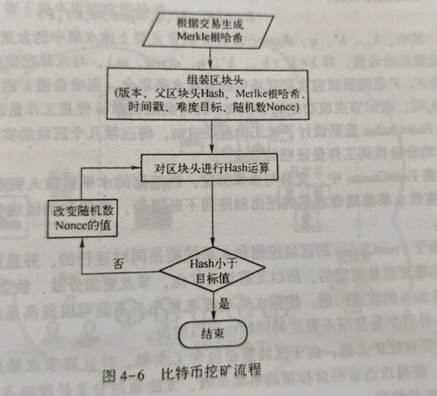 根据交易生成
Merkle根哈希
组装区块头
(版本、父区块头Hash、Merlke根哈希、
时间戳、难度目标、随机数Nonce)
对区块头进行Hash运算
改变随机数
Nonce的值
否
Hash小于
目标值
是
结束
图 4-6 比特币挖矿流程